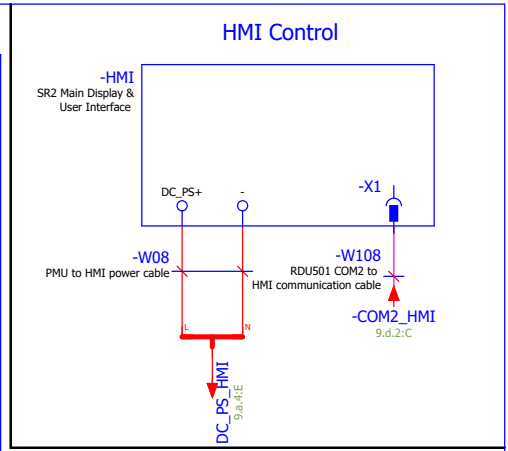 HMI Control
-HMI
SR2 Main Display &
User Interface
DC_PS+
-
-X1
-W08
PMU to HMI power cable
-W108
RDU501 COM2 to
HMI communication cable
-COM2_HMI
9.d.2:C
L
N
DC_PS_HMI
9.a.4:E